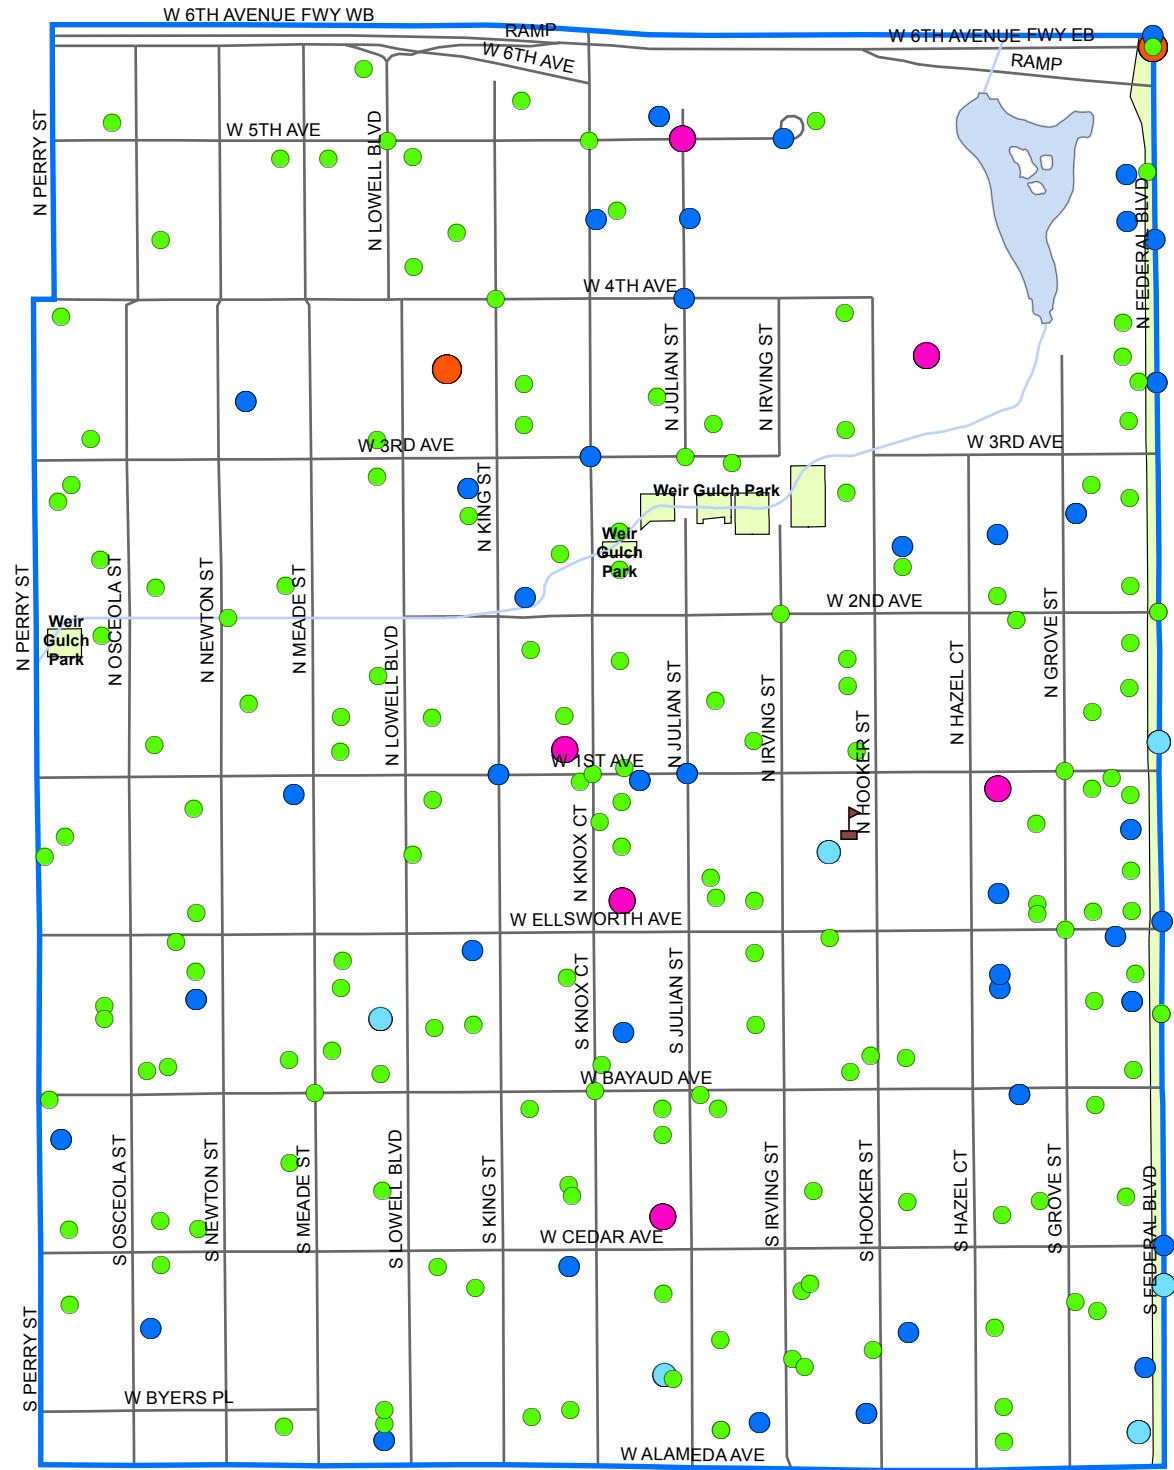 W 6TH AVENUE FWY WB
RAMP
W 6TH AVENUE FWY EB
W 6TH AVE
RAMP
N PERRY ST
W 5TH AVE
N LOWELL BLVD
N FEDERAL BLVD
W 4TH AVE
N JULIAN ST
N IRVING ST
W 3RD AVE
W 3RD AVE
N KING ST
Weir Gulch Park
Weir
Gulch
Park
N PERRY ST
Weir
Gulch
Park
N OSCEOLA ST
N NEWTON ST
N MEADE ST
N LOWELL BLVD
W 2ND AVE
N JULIAN ST
N IRVING ST
N HOOKER ST
N HAZEL CT
N GROVE ST
W 1ST AVE
N KNOX CT
W ELLSWORTH AVE
S KNOX CT
S JULIAN ST
W BAYAUD AVE
S OSCEOLA ST
S NEWTON ST
S MEADE ST
S LOWELL BLVD
S KING ST
S IRVING ST
S HOOKER ST
S HAZEL CT
S GROVE ST
S FEDERAL BLVD
W CEDAR AVE
S PERRY ST
W BYERS PL
W ALAMEDA AVE